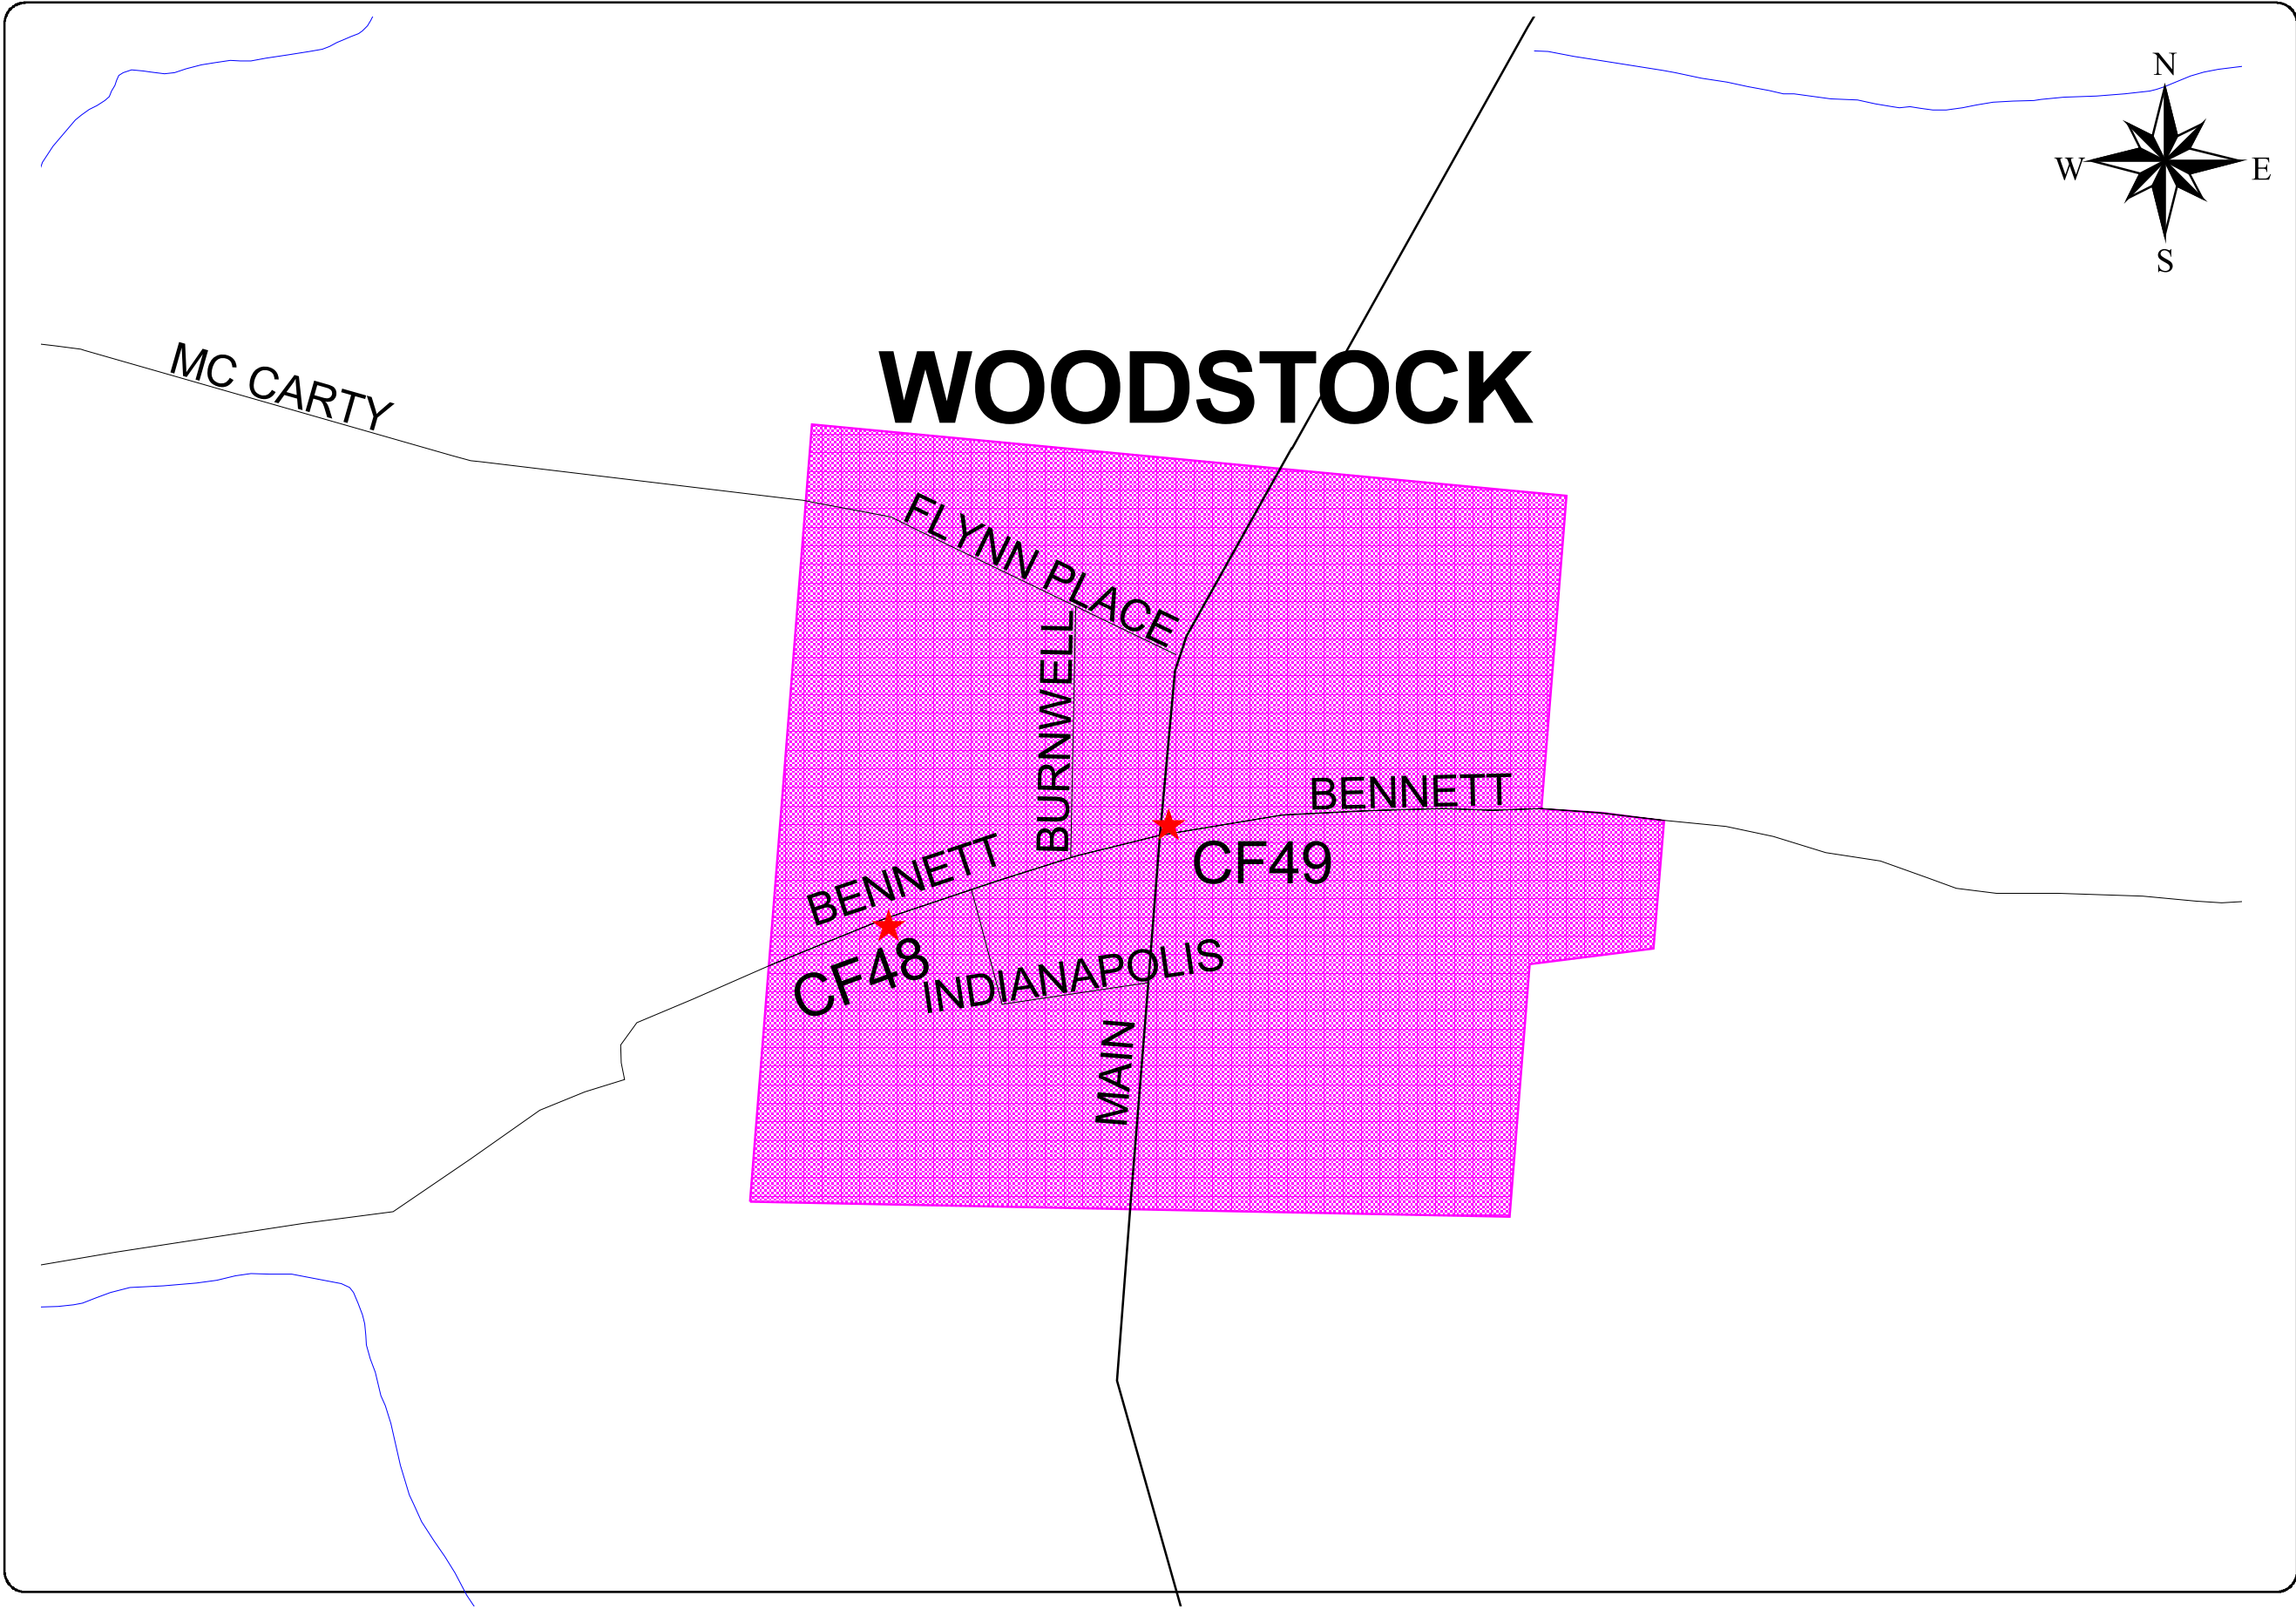 N
W
E
S
WOODSTOCK
MC CARTY
FLYNN PLACE
BURNWELL
BENNETT
BENNETT
CF49
CF48
INDIANAPOLIS
MAIN